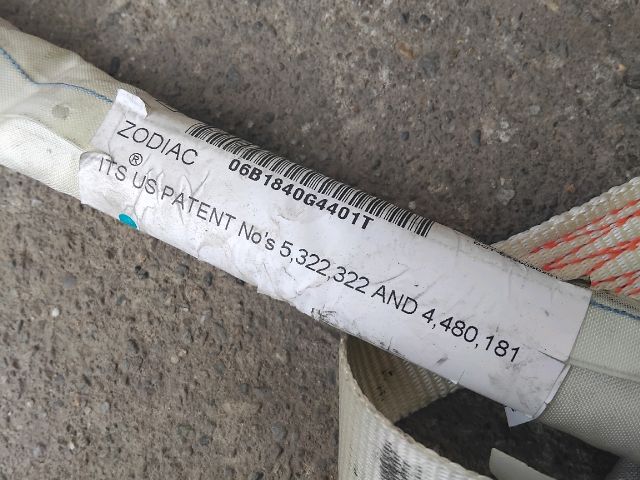 ZODIAC
06B1840G4401T
®
ITS US PATENT No's 5,322,322 AND 4,480,181